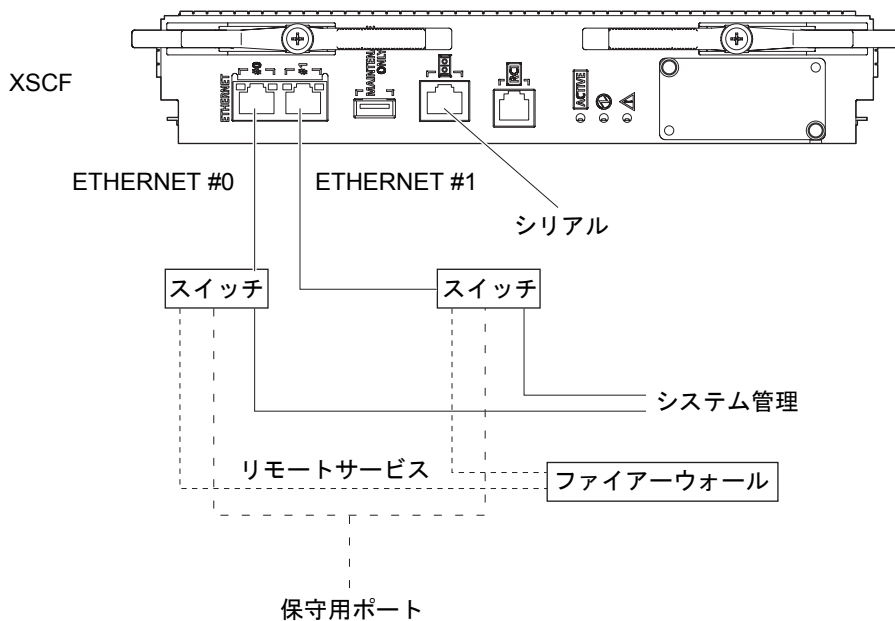 XSCF
ETHERNET
#0
#1
MAINTENA
ONLY
RCI
ACTIVE
ETHERNET #0
ETHERNET #1
シリアル
スイッチ
スイッチ
システム管理
リモートサービス
ファイアーウォール
保守用ポート